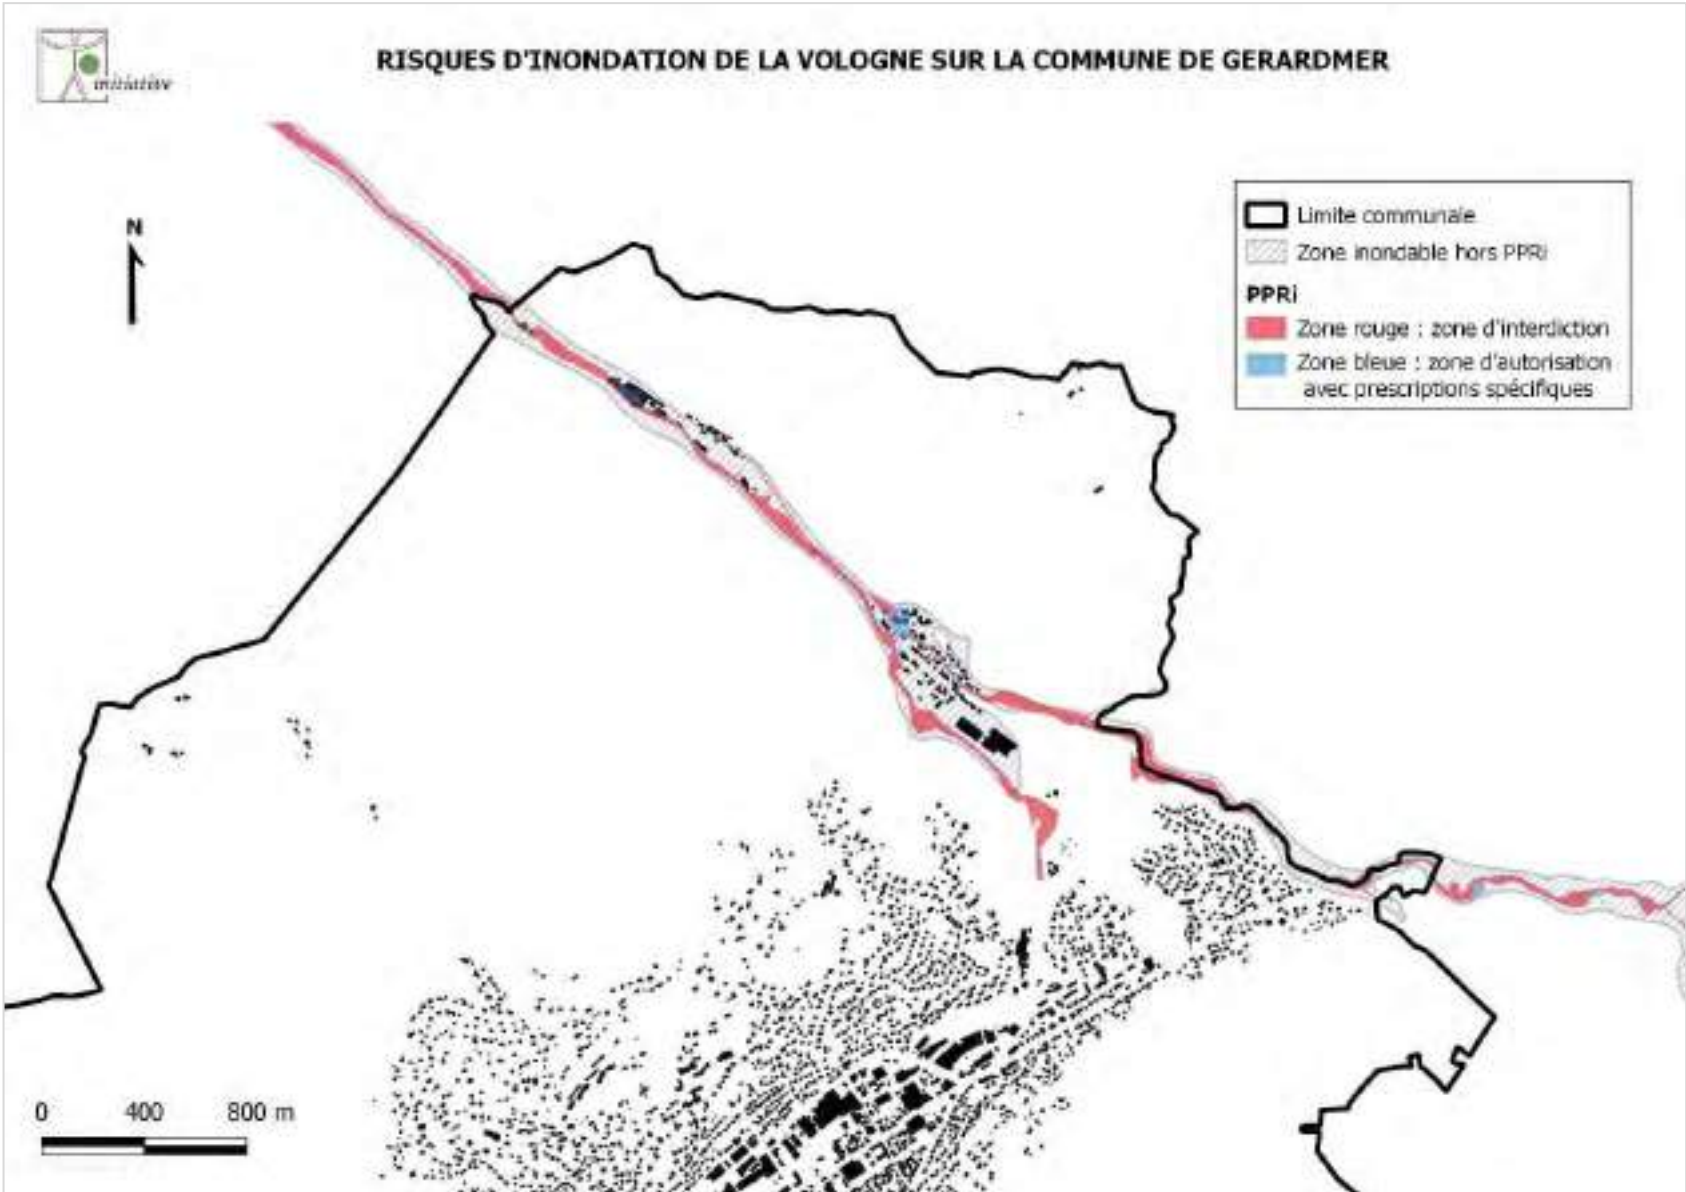 initiative
RISQUES D'INONDATION DE LA VOLOGNE SUR LA COMMUNE DE GERARDMER
N
Limite communale
Zone inondable hors PPRi
PPRi
Zone rouge : zone d'interdiction
Zone bleue : zone d'autorisation
avec prescriptions spécifiques
0 400 800 m